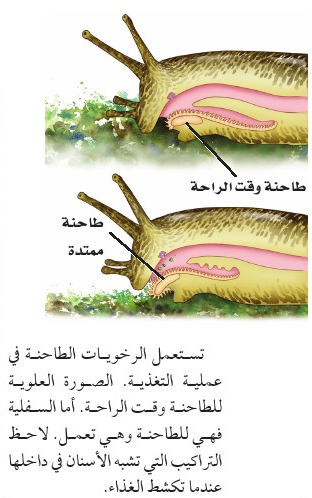 طاحنة وقت الراحة
طاحنة
ممتدة
تستعمل الرخويات الطاحنة في
عملية التغذية. الصورة العلوية
للطاحنة وقت الراحة. أما السفلية
فهي للطاحنة وهي تعمل. لاحظ
التراكيب التي تشبه الأسنان في داخلها
عندما تكشط الغذاء.